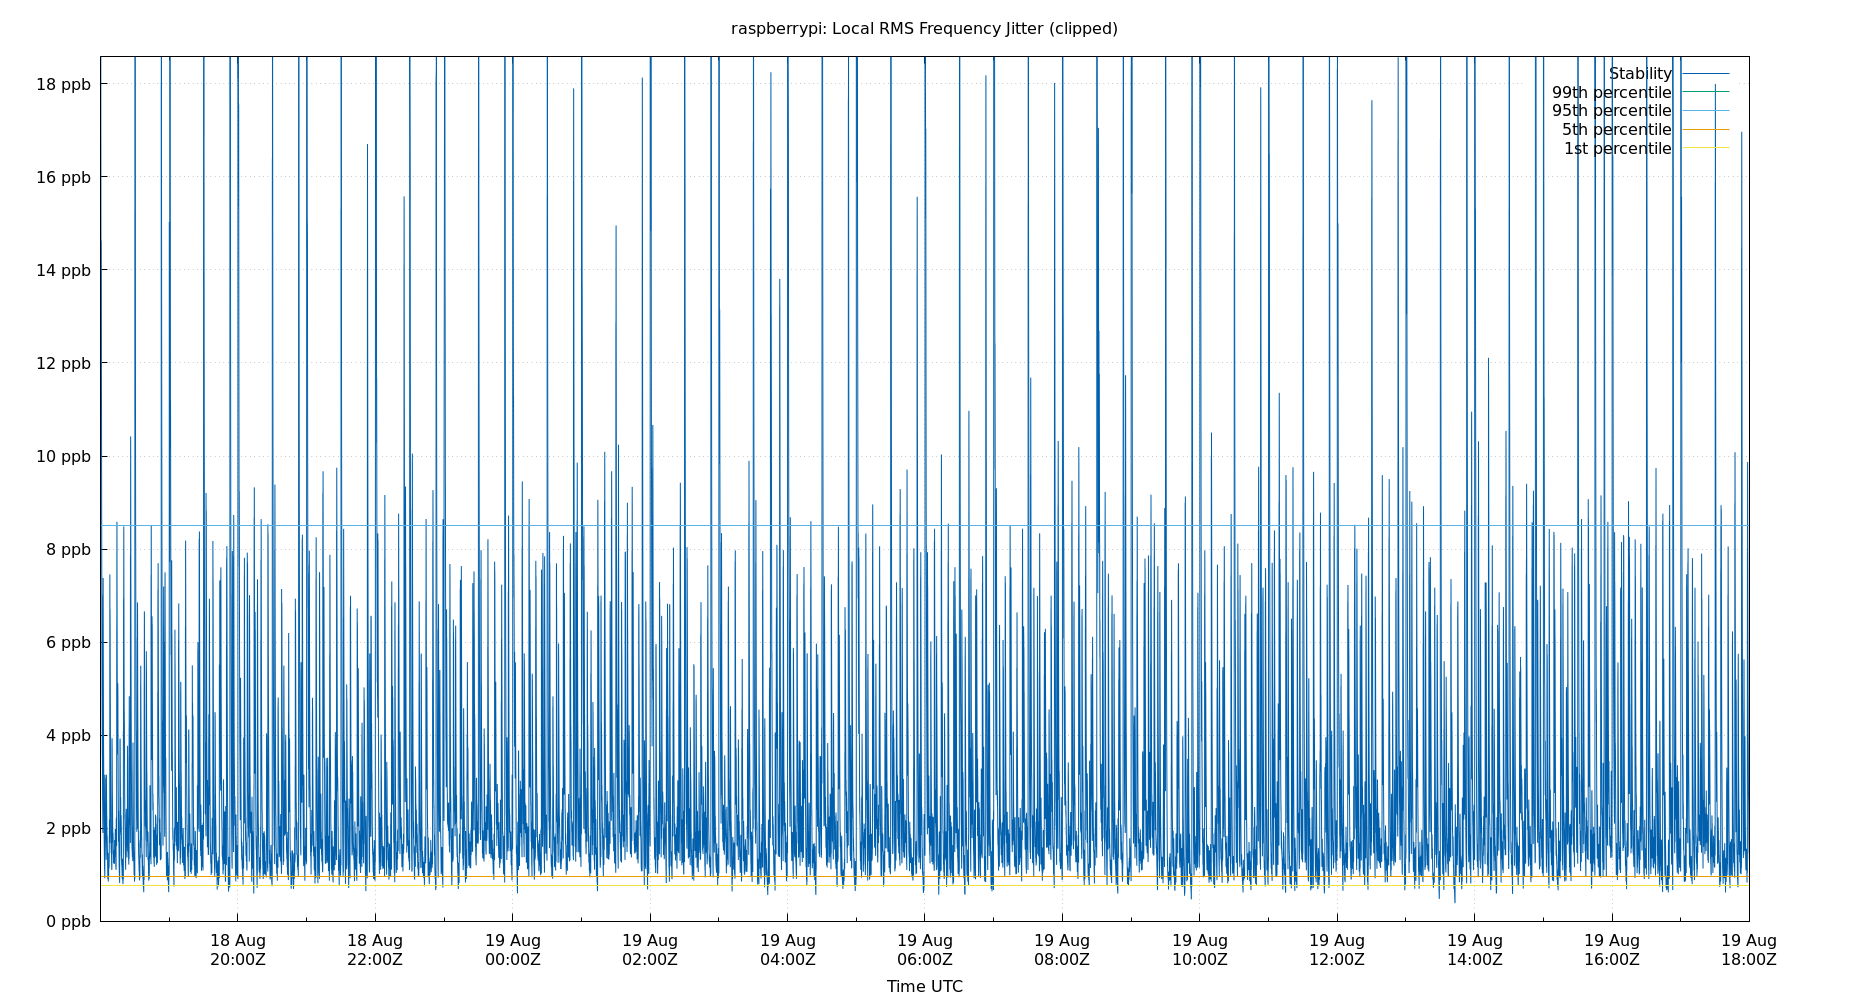 raspberrypi: Local RMS Frequency Jitter (clipped)
18 ppb
16 ppb
14 ppb
12 ppb
10 ppb
8 ppb
6 ppb
4 ppb
2 ppb
0 ppb
Stability
99th percentile
95th percentile
5th percentile
1st percentile
18 Aug 18 Aug 19 Aug 19 Aug 19 Aug 19 Aug 19 Aug 19 Aug 19 Aug 19 Aug 19 Aug 19 Aug
20:00Z 22:00Z 00:00Z 02:00Z 04:00Z 06:00Z 08:00Z 10:00Z 12:00Z 14:00Z 16:00Z 18:00Z
Time UTC